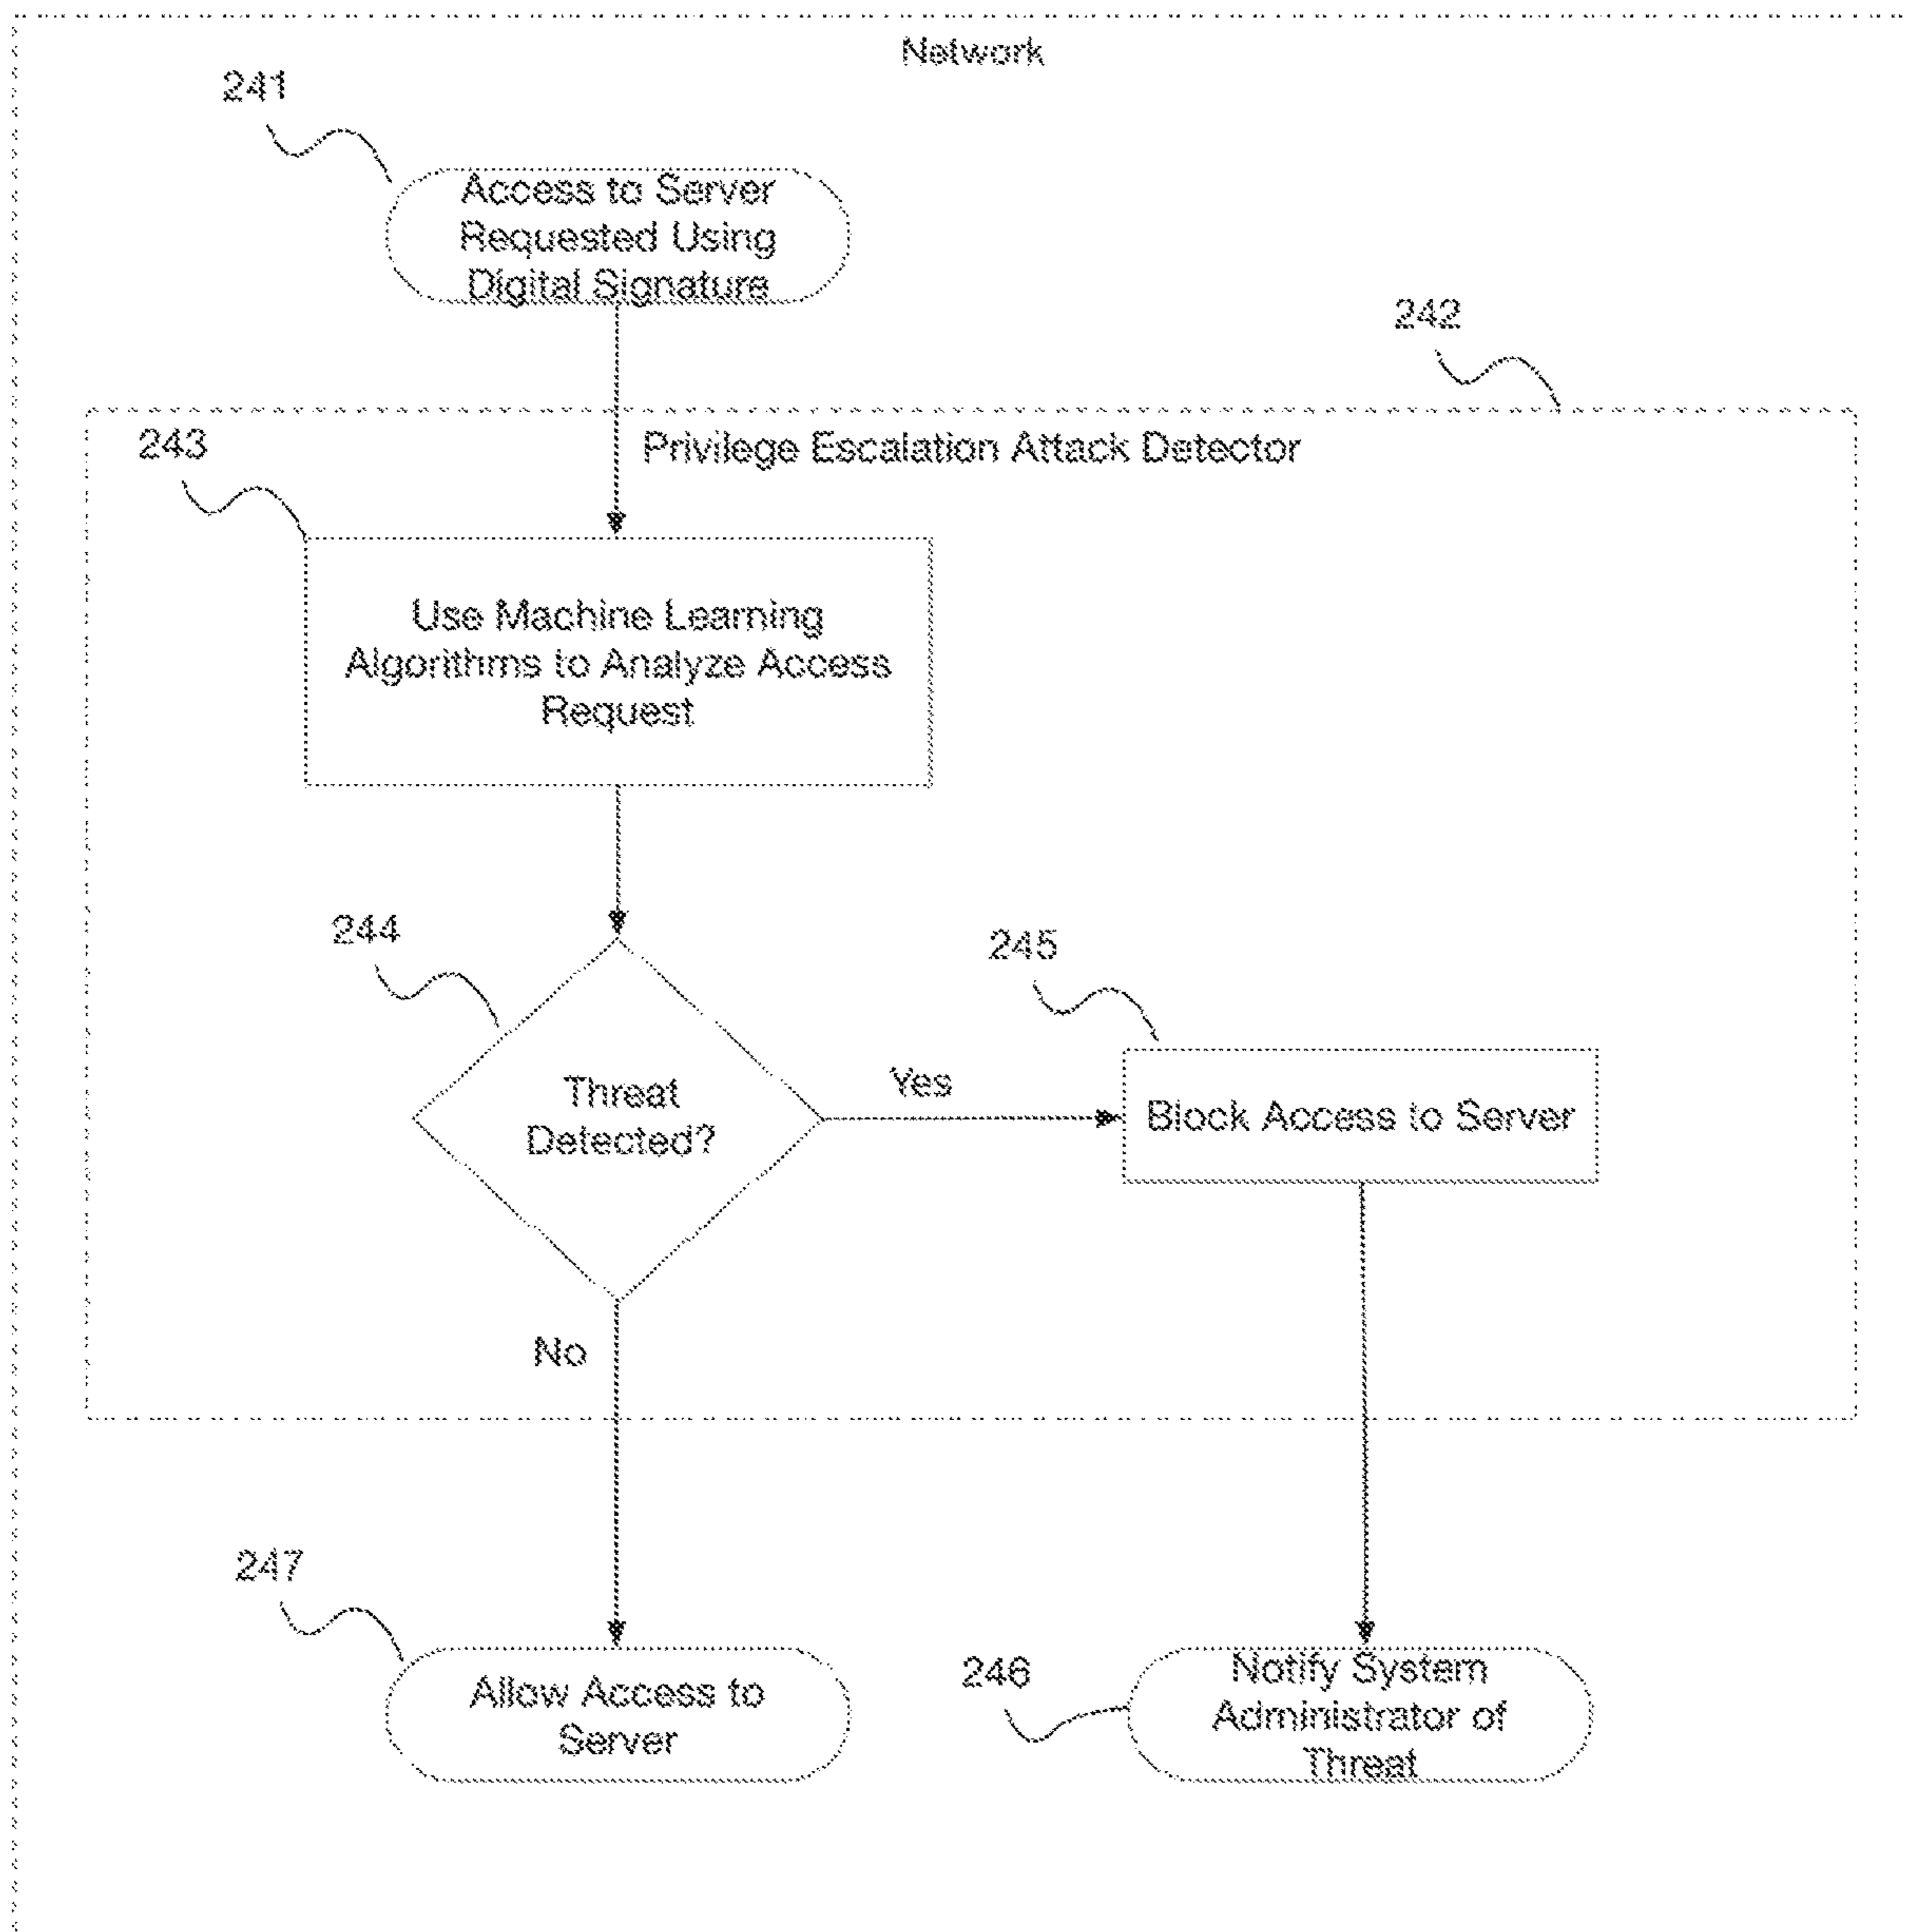 Network
241
Access to Server
Requested Using
Digital Signature
242
243
Privilege Escalation Attack Detector
Use Machine Learning
Algorithms to Analyze Access
Request
244
Threat
Detected?
Yes
245
Block Access to Server
No
247
Allow Access to
Server
246
Notify System
Administrator of
Threat